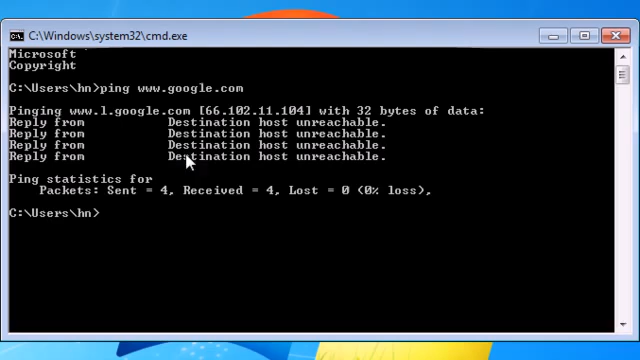 C:\Windows\system32\cmd.exe
Microsoft
Copyright
C:\Users\hn>ping www.google.com
Pinging www.l.google.com [66.102.11.104] with 32 bytes of data:
Reply from Destination host unreachable.
Reply from Destination host unreachable.
Reply from Destination host unreachable.
Reply from Destination host unreachable.
Ping statistics for
Packets: Sent = 4, Received = 4, Lost = 0 (0% loss),
C:\Users\hn>